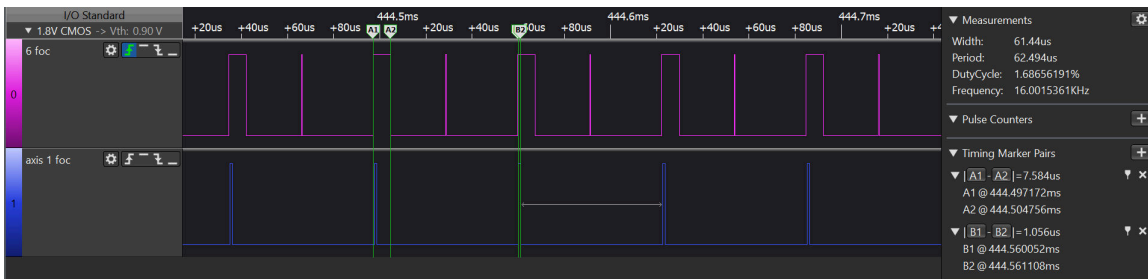 I/O Standard
▼ 1.8V CMOS -> Vth: 0.90 V
+20us +40us +60us +80us 444.5ms +20us +40us +60us 444.6ms +20us +40us +60us +80us 444.7ms +20us
A1 A2 B2
6 foc
0
axis 1 foc
1
▼ Measurements
Width: 61.44us
Period: 62.494us
DutyCycle: 1.68656191%
Frequency: 16.0015361KHz
▼ Pulse Counters +
▼ Timing Marker Pairs +
▼ | A1 - A2 |=7.584us
A1 @ 444.497172ms
A2 @ 444.504756ms
▼ | B1 - B2 |=1.056us
B1 @ 444.560052ms
B2 @ 444.561108ms